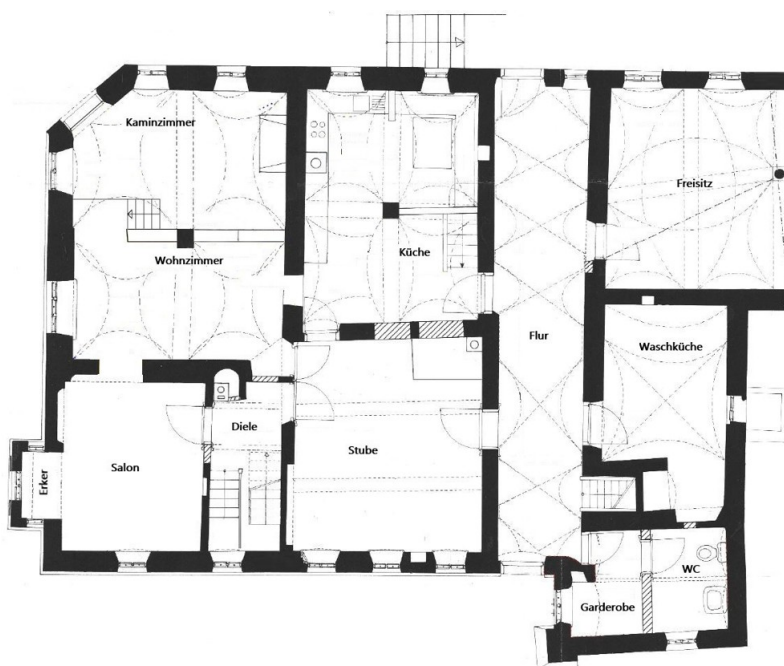 Kaminzimmer
Freisitz
Wohnzimmer
Küche
Flur
Waschküche
Diele
Stube
Salon
Erker
WC
Garderobe